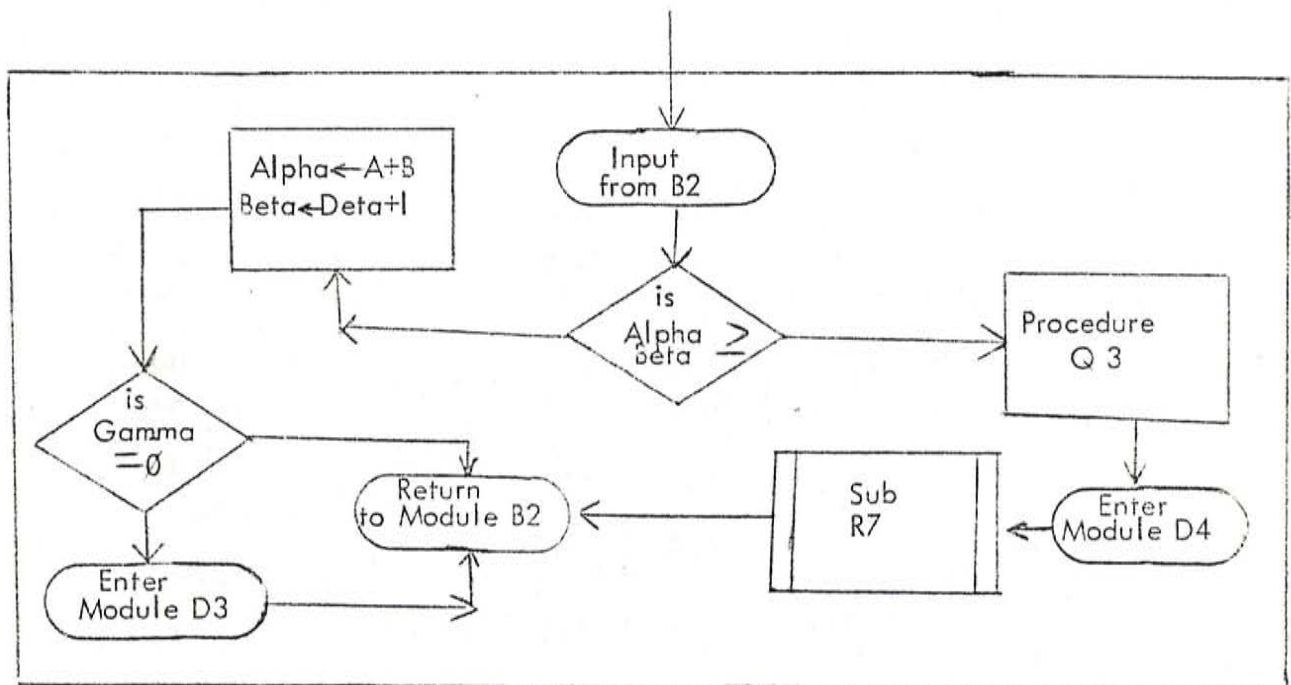 Input
from B2
Alpha←A+B
Beta←Deta+1
is
Alpha ≥
Beta
Procedure
Q 3
is
Gamma
=Ø
Return
to Module B2
Sub
R7
Enter
Module D4
Enter
Module D3